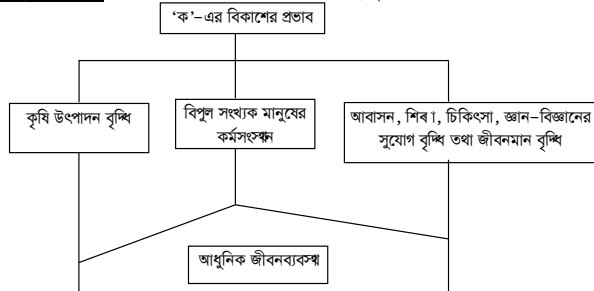 ‘ক’-এর বিকাশের প্রভাব
কৃষি উৎপাদন বৃদ্ধি
বিপুল সংখ্যক মানুষের
কর্মসংস্থান
আবাসন, শিৰা, চিকিৎসা, জ্ঞান-বিজ্ঞানের
সুযোগ বৃদ্ধি তথা জীবনমান বৃদ্ধি
আধুনিক জীবনব্যবস্থা